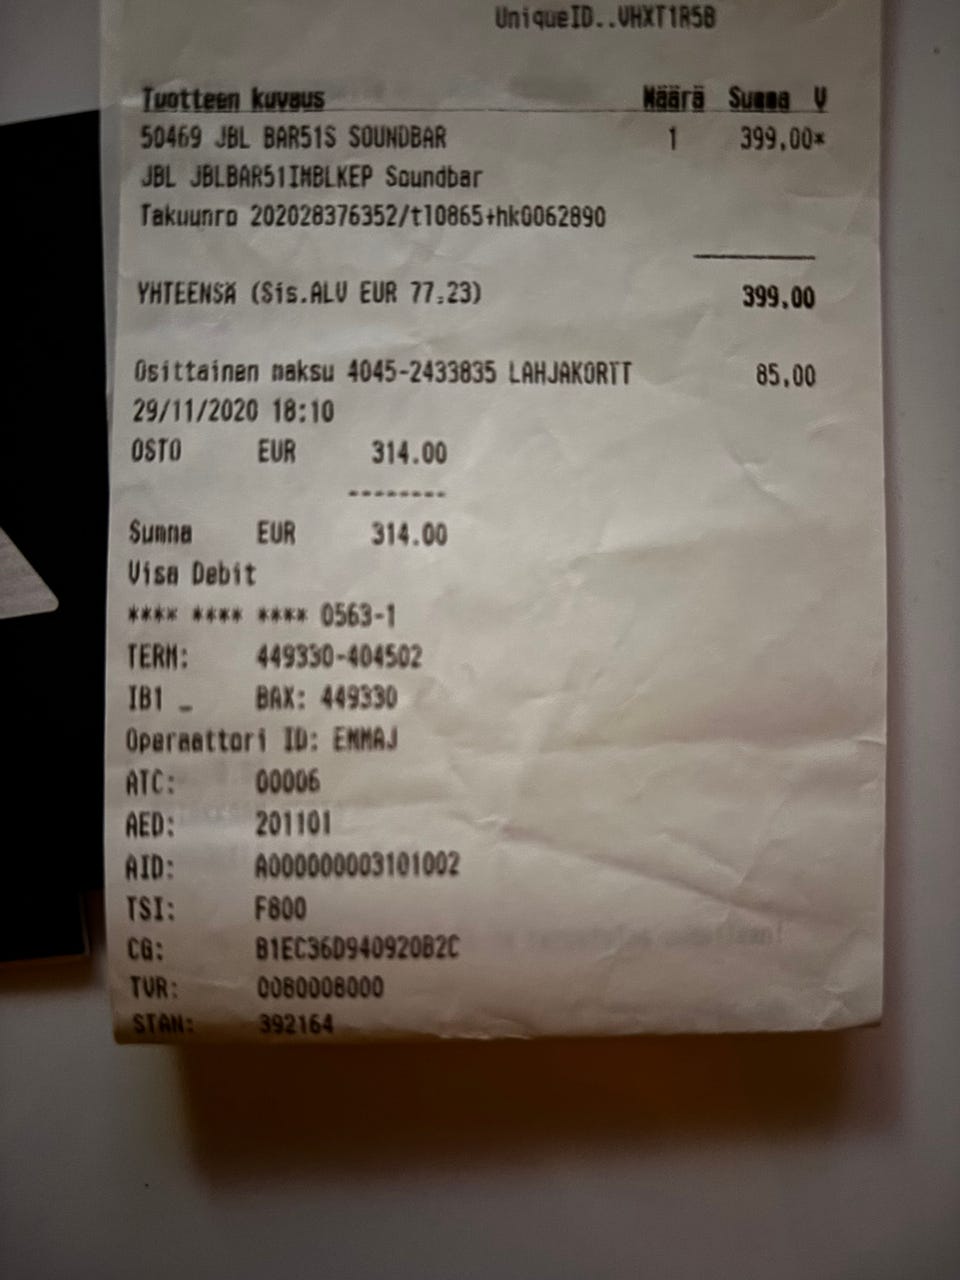 UniqueID..VHXT1R5B
Tuotteen kuvaus Määrä Summa V
50469 JBL BAR51S SOUNDBAR 1 399,00*
JBL JBLBAR51IMBLKEP Soundbar
Takuunro 202028376352/t10865+hk0062890
YHTEENSÄ (Sis.ALV EUR 77.23) 399,00
Osittainen maksu 4045-2433835 LAHJAKORTT 85,00
29/11/2020 18:10
OSTO EUR 314.00
--------
Summa EUR 314.00
Visa Debit
**** **** **** 0563-1
TERM: 449330-404502
IB1 _ BAX: 449330
Operaattori ID: EMMAJ
ATC: 00006
AED: 201101
AID: A000000003101002
TSI: F800
CG: B1EC36D940920B2C
TVR: 0080008000
STAN: 392164